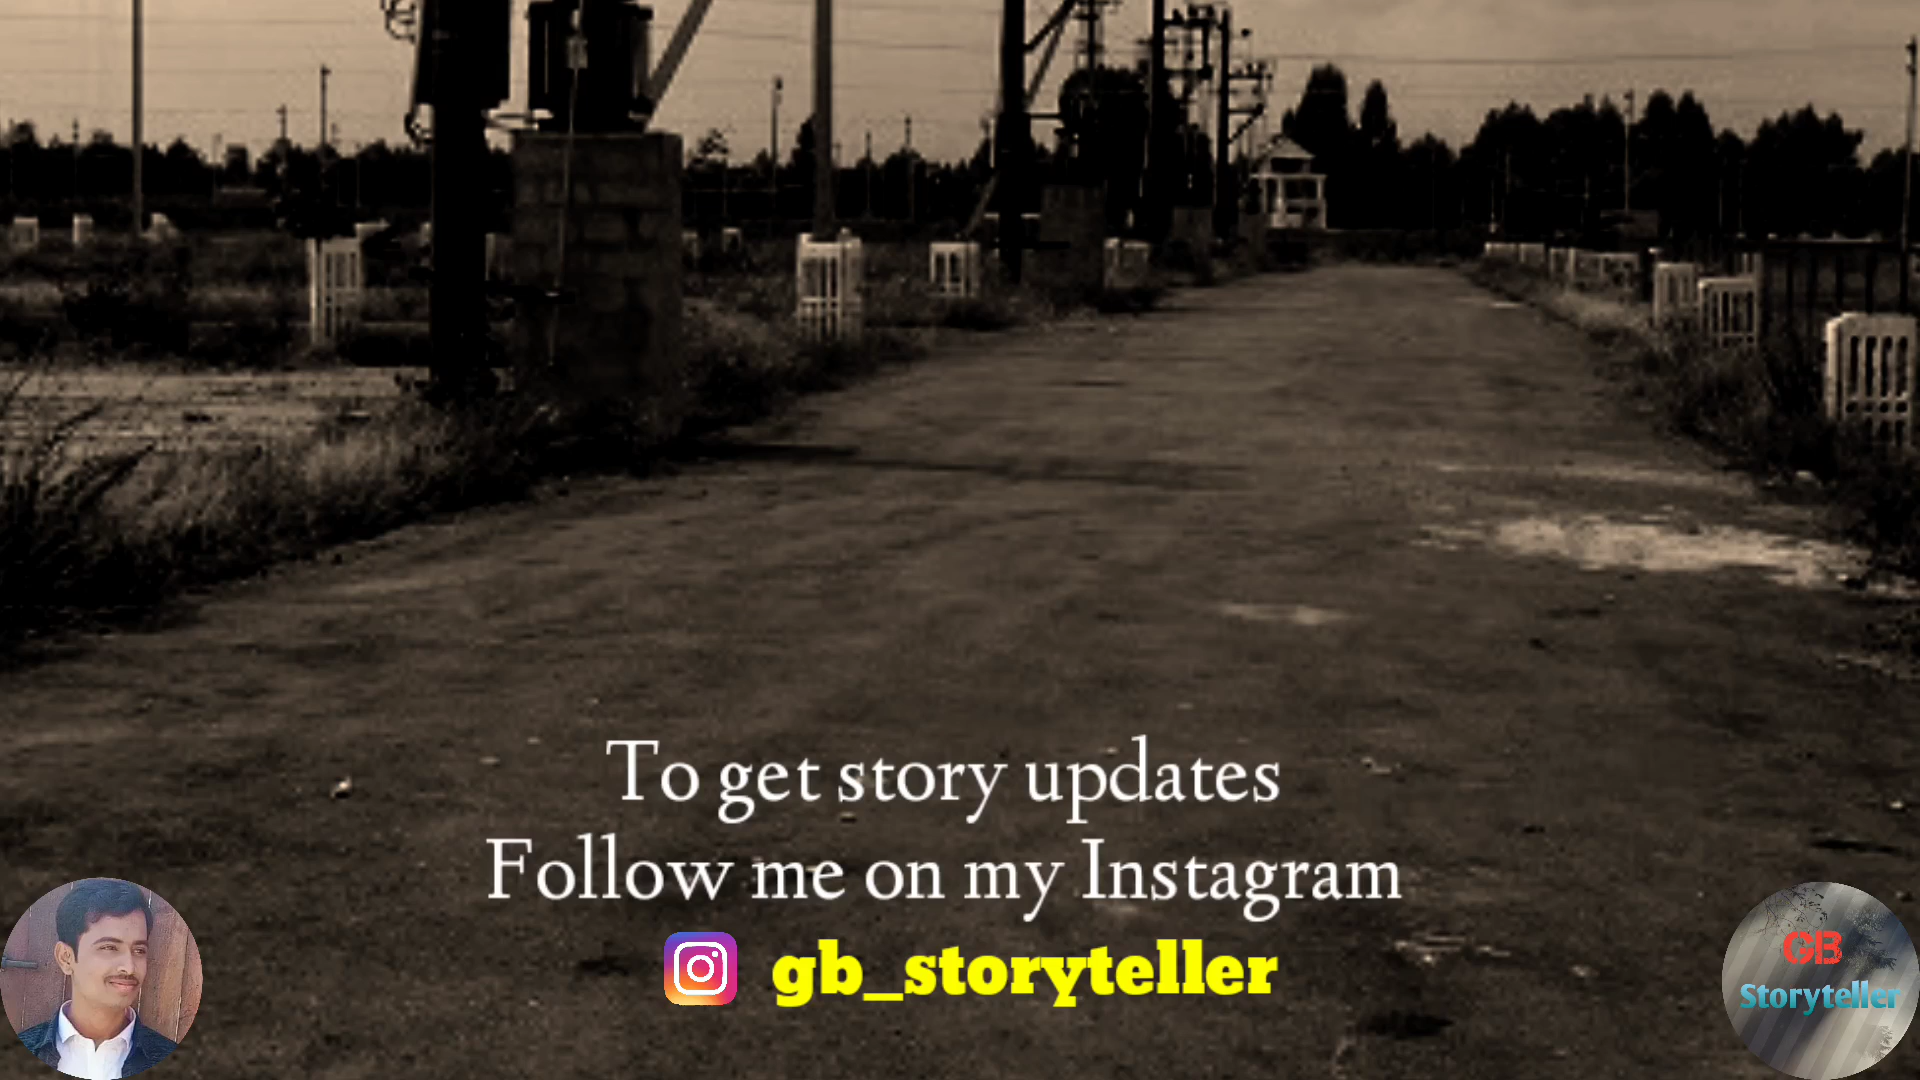 To get story updates
Follow me on my Instagram
gb_storyteller
GB
Storyteller